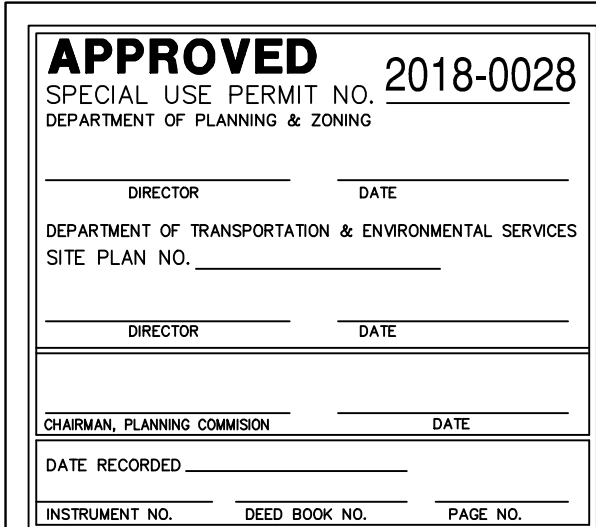 APPROVED
SPECIAL USE PERMIT NO. 2018-0028
DEPARTMENT OF PLANNING & ZONING
DIRECTOR DATE
DEPARTMENT OF TRANSPORTATION & ENVIRONMENTAL SERVICES
SITE PLAN NO.
DIRECTOR DATE
CHAIRMAN, PLANNING COMMISION DATE
DATE RECORDED
INSTRUMENT NO. DEED BOOK NO. PAGE NO.